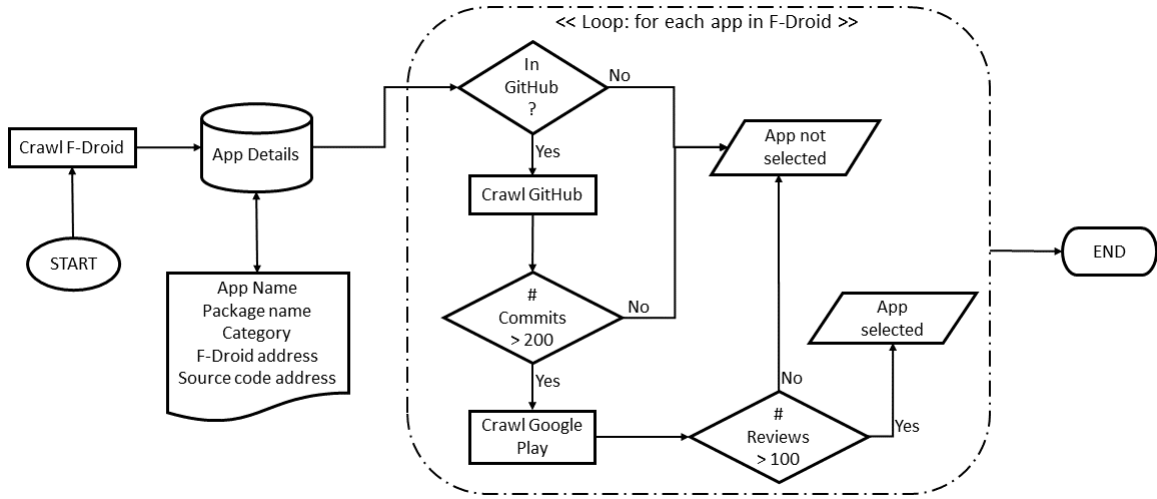 << Loop: for each app in F-Droid >>
In
GitHub
?
No
Yes
Crawl F-Droid
App Details
App not
selected
Crawl GitHub
START
END
App Name
Package name
Category
F-Droid address
Source code address
#
Commits
> 200
No
Yes
App
selected
Crawl Google
Play
No
#
Reviews
> 100
Yes